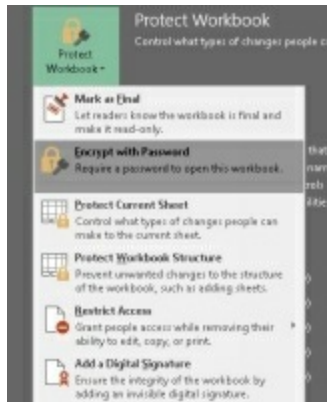 Protect Workbook
Control what types of changes people c
Protect
Workbook
Mark as Final
Let readers know the workbook is final and
make it read-only.
Encrypt with Password
Require a password to open this workbook.
that
nam
rob
ilitie
Protect Current Sheet
Control what types of changes people can
make to the current sheet.
Protect Workbook Structure
Prevent unwanted changes to the structure
of the workbook, such as adding sheets.
Restrict Access
Grant people access while removing their
ability to edit, copy, or print.
Add a Digital Signature
Ensure the integrity of the workbook by
adding an invisible digital signature.